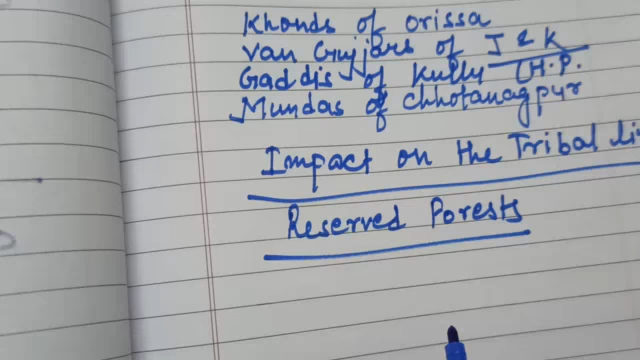 Khonds of Orissa
Van Gujjars of J & K
Gaddis of Kullu (H.P.
Mundas of Chhotanagpur
Impact on the Tribal
Reserved Forests